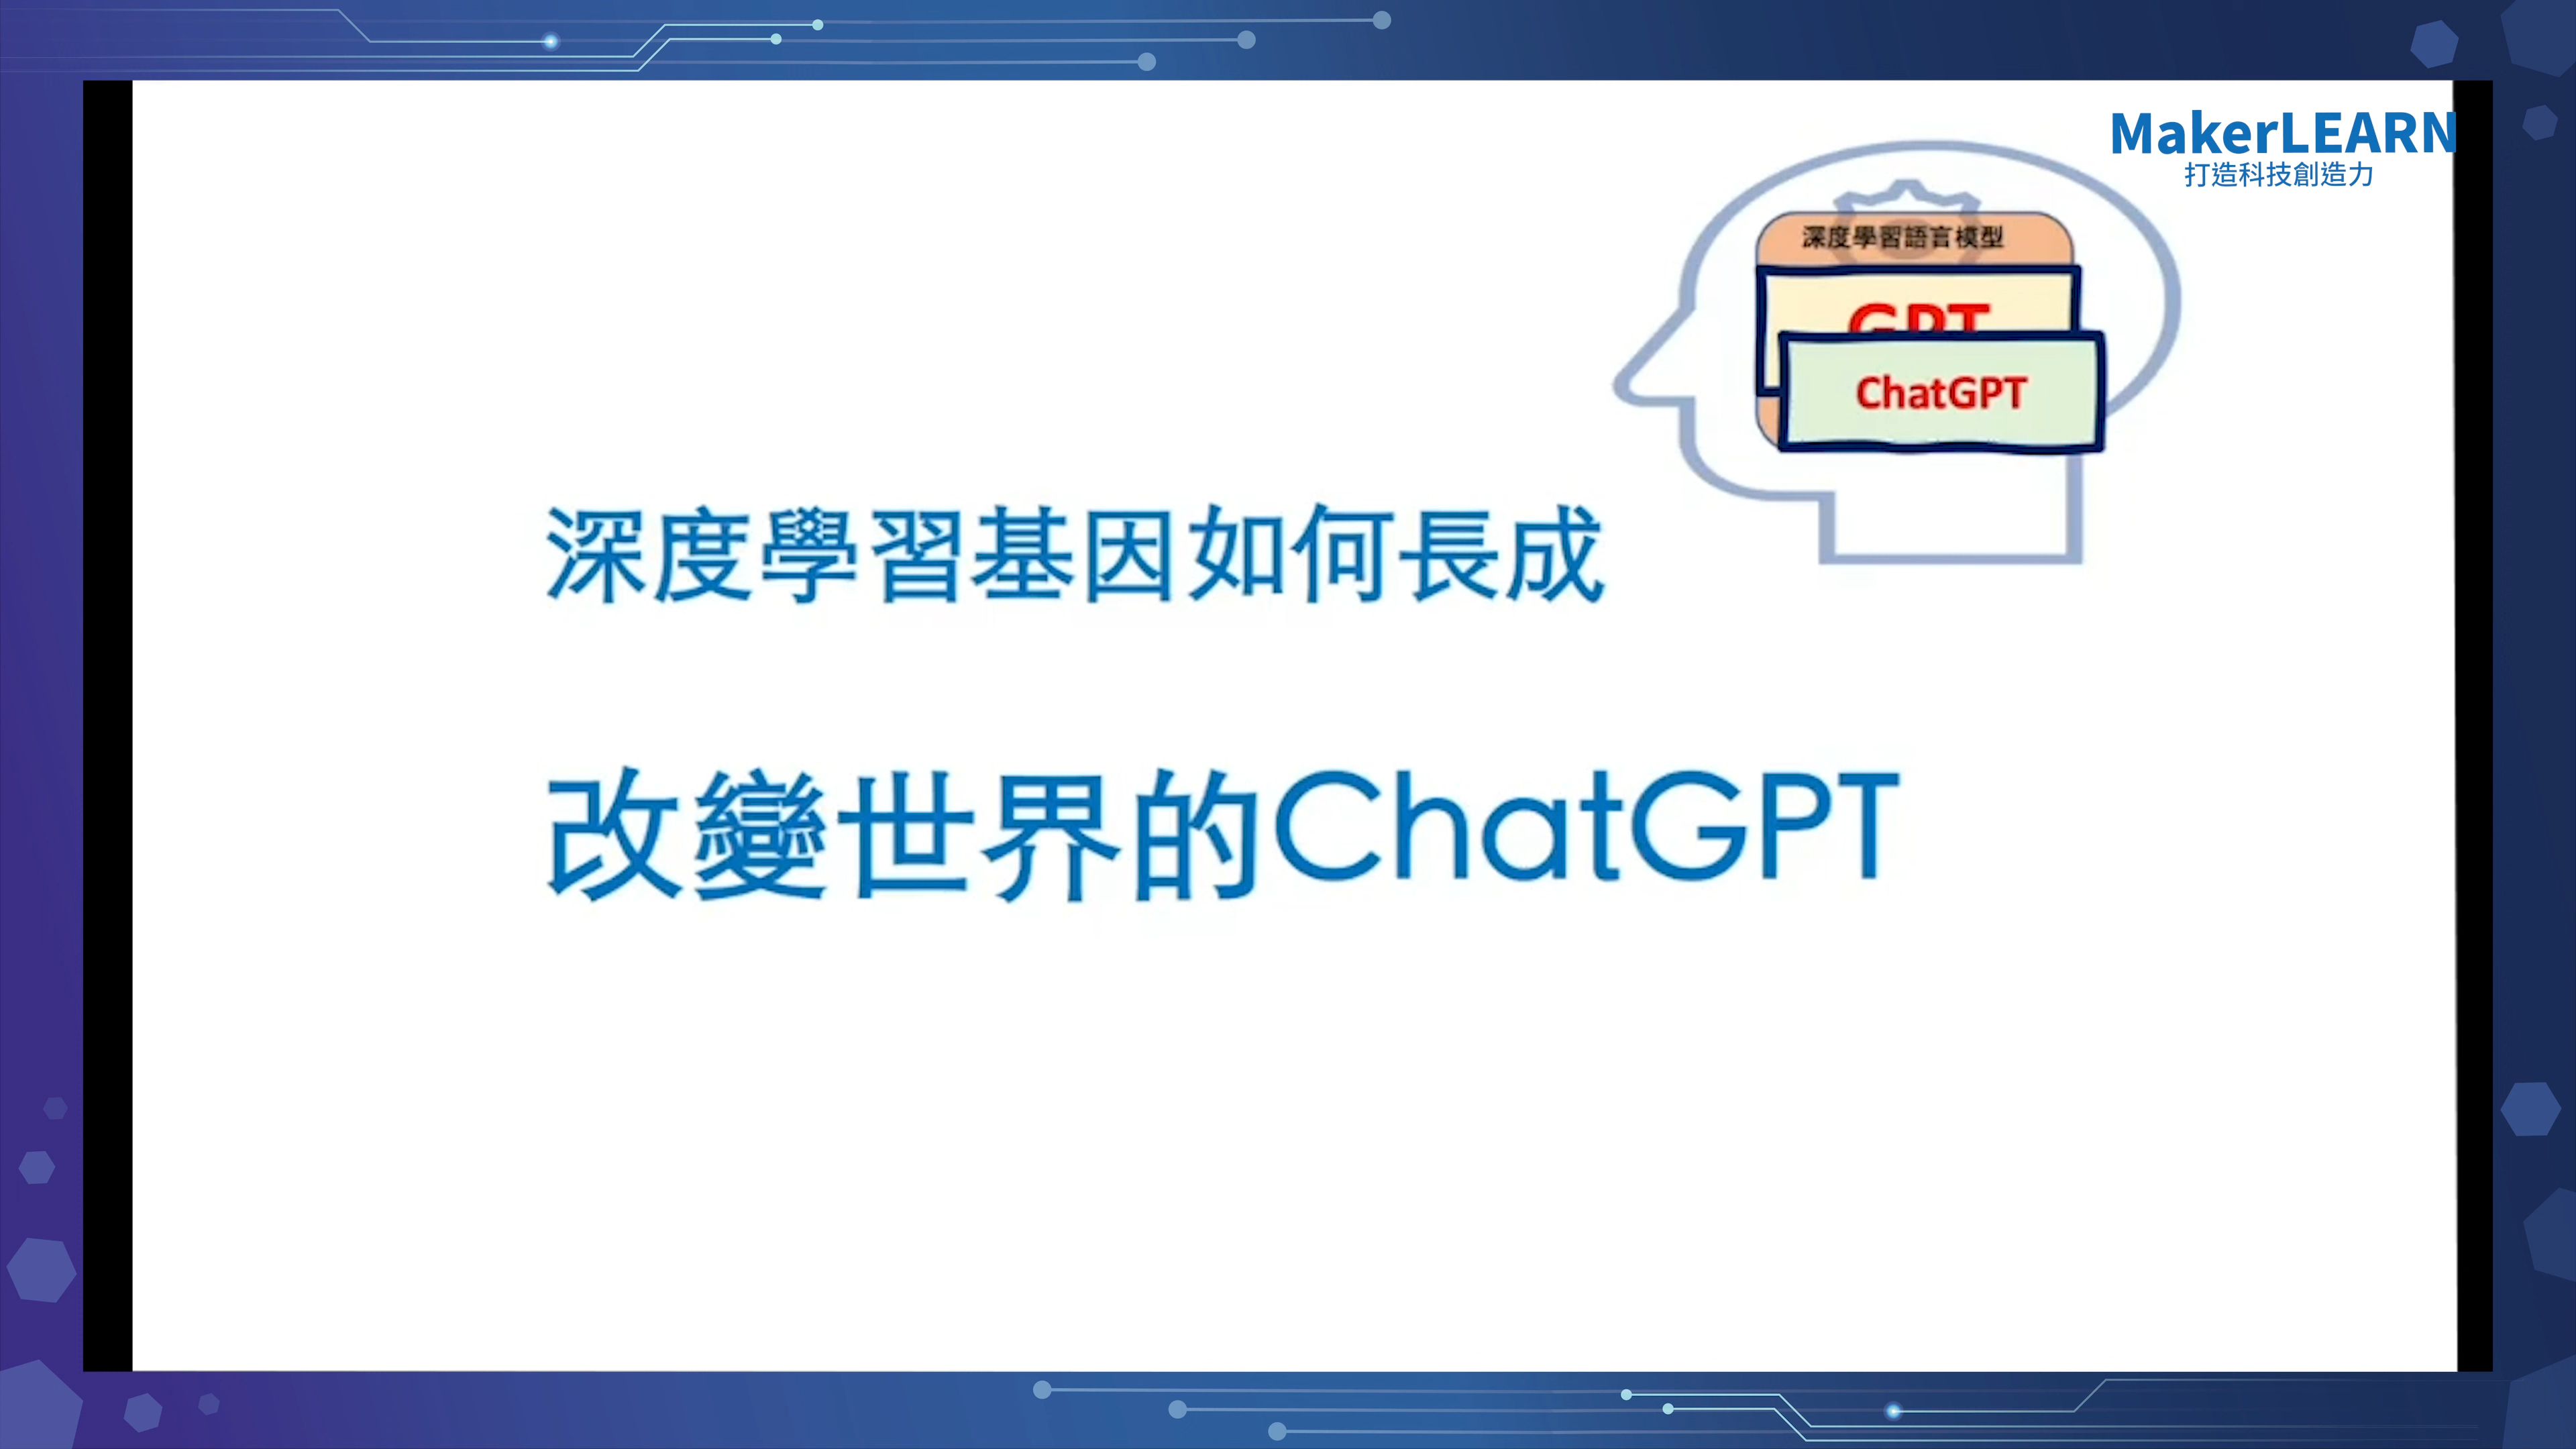 MakerLEARN
打造科技創造力
深度學習語言模型
GPT
ChatGPT
深度學習基因如何長成
改變世界的ChatGPT